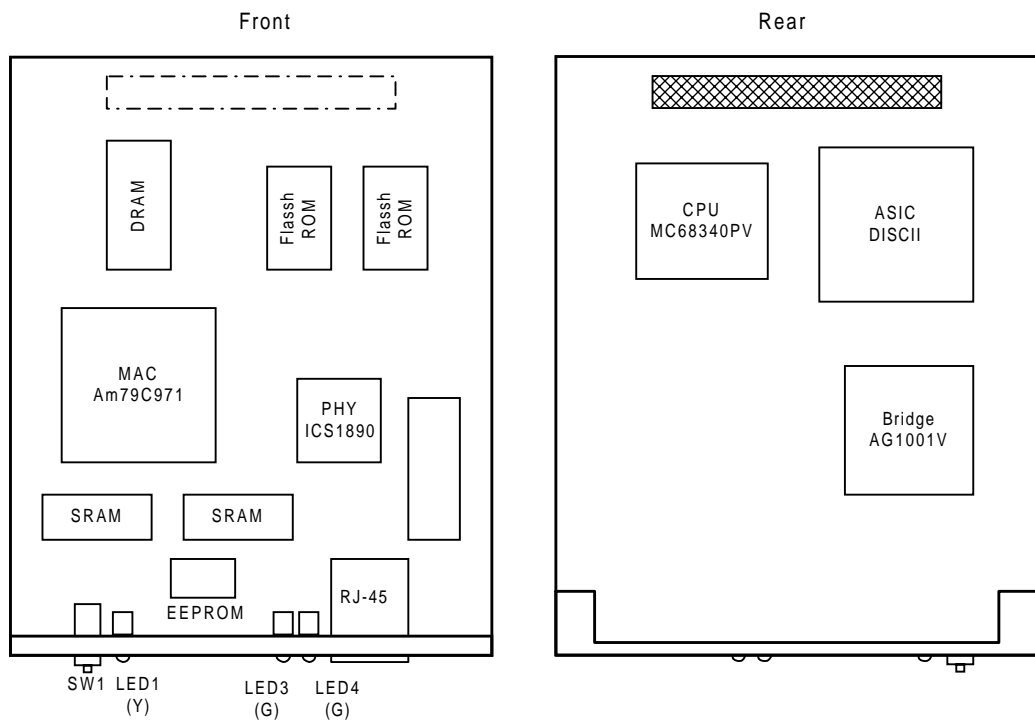 Front
Rear
DRAM
Flassh
ROM
Flassh
ROM
CPU
MC68340PV
ASIC
DISCII
MAC
Am79C971
PHY
ICS1890
Bridge
AG1001V
SRAM
SRAM
EEPROM
RJ-45
SW1
LED1
(Y)
LED3
(G)
LED4
(G)